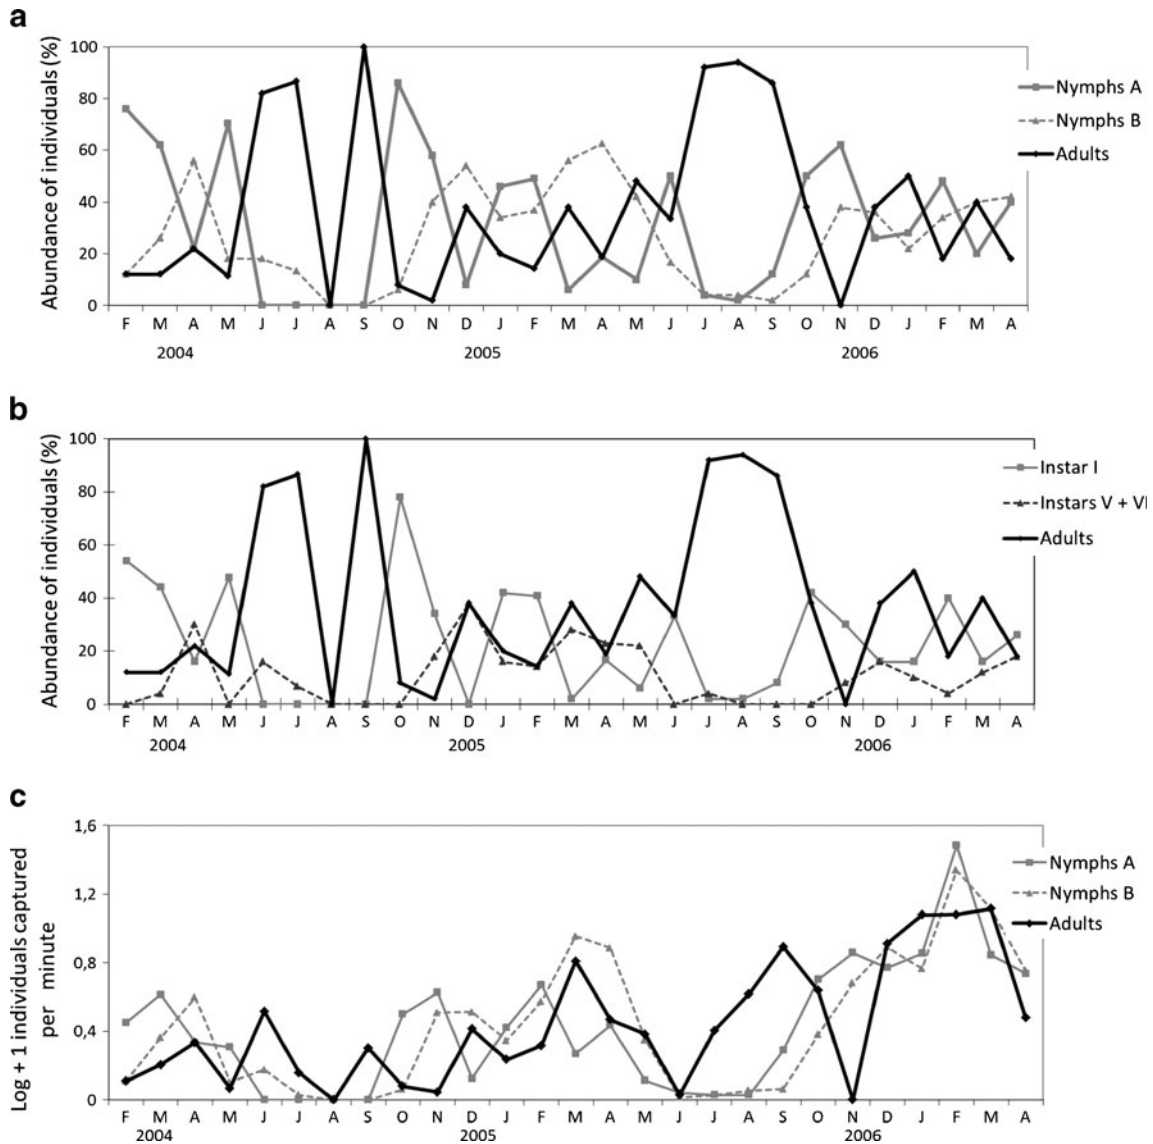 a
Abundance of individuals (%)
100
80
60
40
20
0
Nymphs A
Nymphs B
Adults
F M A M J J A S O N D J F M A M J J A S O N D J F M A
2004 2005 2006
b
Abundance of individuals (%)
100
80
60
40
20
0
Instar I
Instars V + VI
Adults
F M A M J J A S O N D J F M A M J J A S O N D J F M A
2004 2005 2006
c
Log + 1 individuals captured
per minute
1,6
1,2
0,8
0,4
0
Nymphs A
Nymphs B
Adults
F M A M J J A S O N D J F M A M J J A S O N D J F M A
2004 2005 2006